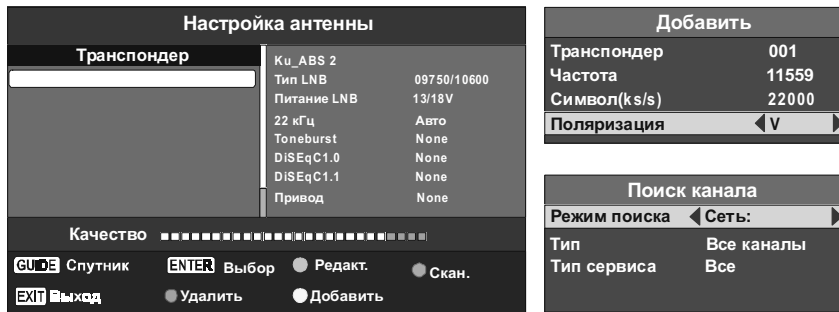 Настройка антенны
Транспондер
Ku_ABS 2
Тип LNB 09750/10600
Питание LNB 13/18V
22 кГц Авто
Toneburst None
DiSEqC1.0 None
DiSEqC1.1 None
Привод None
Качество
GUIDE Спутник ENTER Выбор Редакт. Скан.
EXIT Выход Удалить Добавить
Добавить
Транспондер 001
Частота 11559
Символ(ks/s) 22000
Поляризация V
Поиск канала
Режим поиска Сеть:
Тип Все каналы
Тип сервиса Все